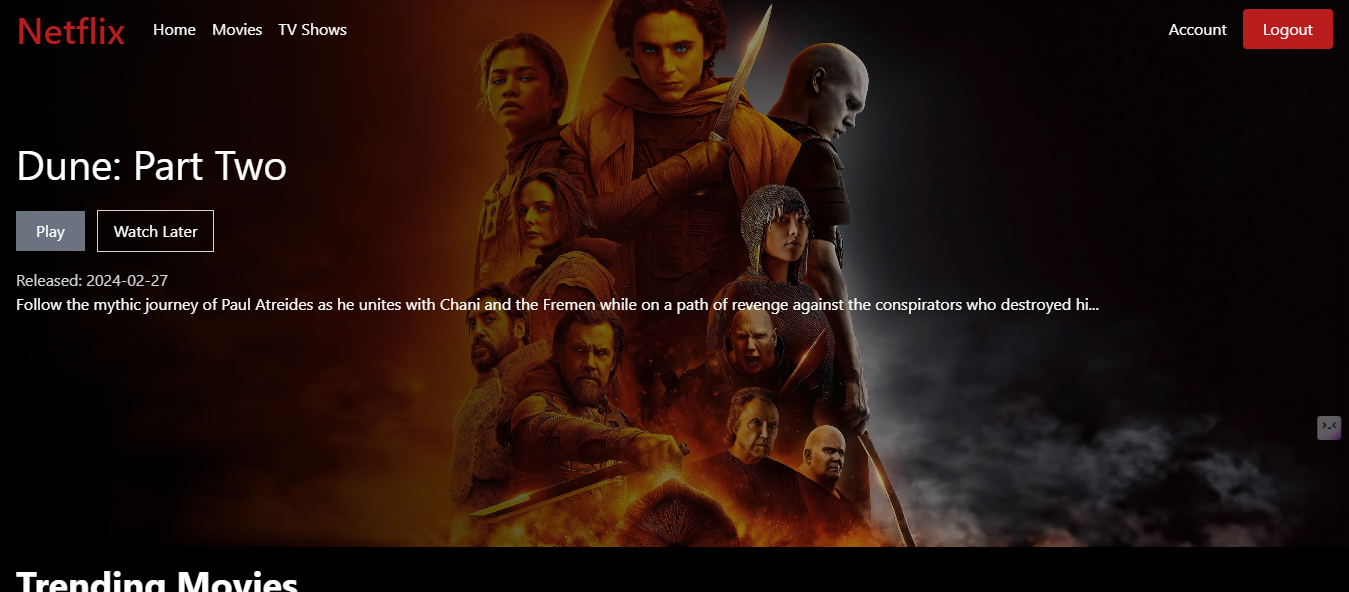 Netflix Home Movies TV Shows Account Logout
Dune: Part Two
Play Watch Later
Released: 2024-02-27
Follow the mythic journey of Paul Atreides as he unites with Chani and the Fremen while on a path of revenge against the conspirators who destroyed hi...
Trending Movies